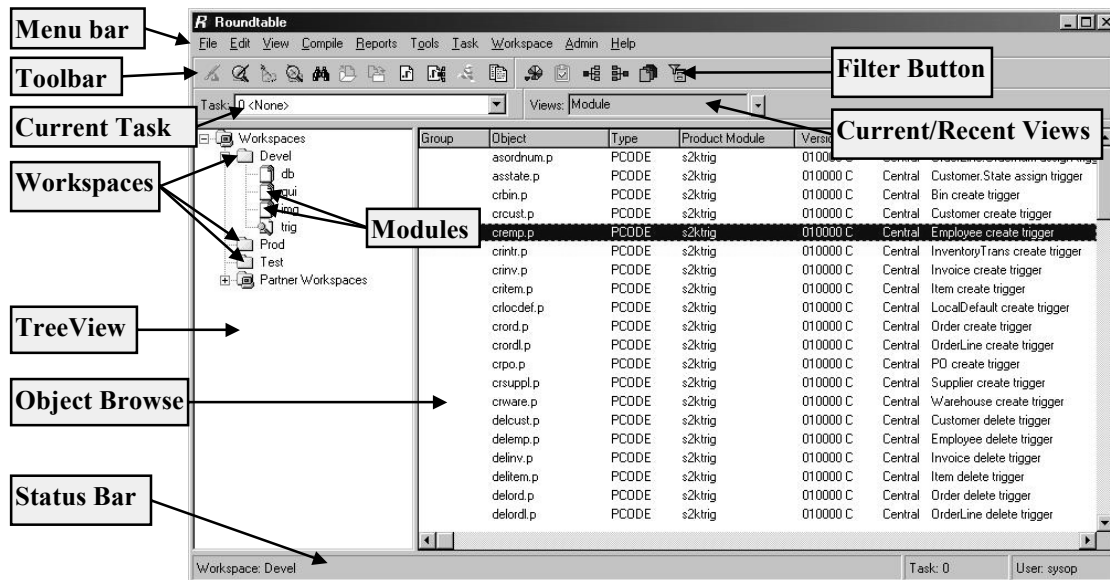 Menu bar
Toolbar
Current Task
Workspaces
TreeView
Object Browse
Status Bar
Modules
Filter Button
Current/Recent Views
Roundtable
File Edit View Compile Reports Tools Task Workspace Admin Help
Task: 0 <None> Views: Module
Workspaces
Devel
db
gui
img
trig
Prod
Test
Partner Workspaces
Group Object Type Product Module
asordnum.p PCODE s2ktrig
asstate.p PCODE s2ktrig 010000 C Central Customer.State assign trigger
crbin.p PCODE s2ktrig 010000 C Central Bin create trigger
crcust.p PCODE s2ktrig 010000 C Central Customer create trigger
cremp.p PCODE s2ktrig 010000 C Central Employee create trigger
crintr.p PCODE s2ktrig 010000 C Central InventoryTrans create trigger
crinv.p PCODE s2ktrig 010000 C Central Invoice create trigger
critem.p PCODE s2ktrig 010000 C Central Item create trigger
crlocdef.p PCODE s2ktrig 010000 C Central LocalDefault create trigger
crord.p PCODE s2ktrig 010000 C Central Order create trigger
crordl.p PCODE s2ktrig 010000 C Central OrderLine create trigger
crpo.p PCODE s2ktrig 010000 C Central PO create trigger
crsuppl.p PCODE s2ktrig 010000 C Central Supplier create trigger
crware.p PCODE s2ktrig 010000 C Central Warehouse create trigger
delcust.p PCODE s2ktrig 010000 C Central Customer delete trigger
delemp.p PCODE s2ktrig 010000 C Central Employee delete trigger
delinv.p PCODE s2ktrig 010000 C Central Invoice delete trigger
delitem.p PCODE s2ktrig 010000 C Central Item delete trigger
delord.p PCODE s2ktrig 010000 C Central Order delete trigger
delordl.p PCODE s2ktrig 010000 C Central OrderLine delete trigger
Workspace: Devel Task: 0 User: sysop